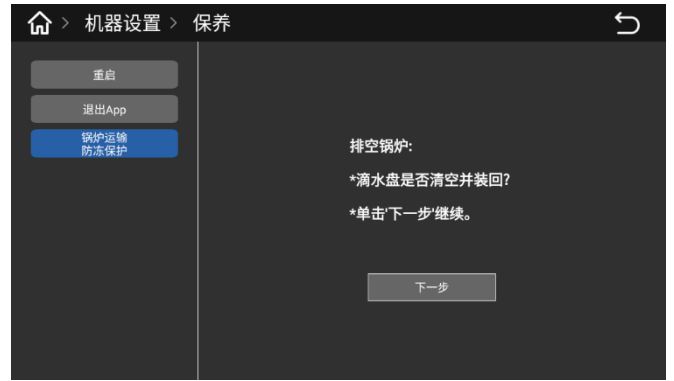 机器设置 > 保养
重启
退出App
锅炉运输
防冻保护
排空锅炉:
*滴水盘是否清空并装回?
*单击'下一步'继续。
下一步